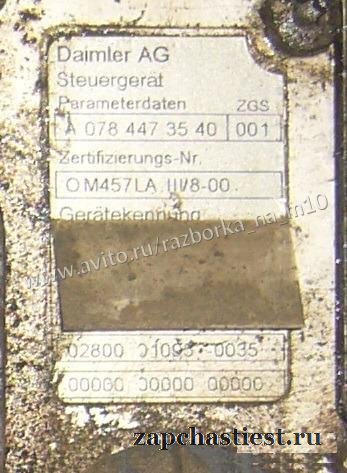 Daimler AG
Steuergerät
Parameterdaten ZGS
A 078 447 35 40 001
Zertifizierungs-Nr.
OM457LA III/8-00
Gerätekennung
www.avito.ru/razborka_na_m10
02800 01093 0035
00000 00000 00000
zapchastiest.ru